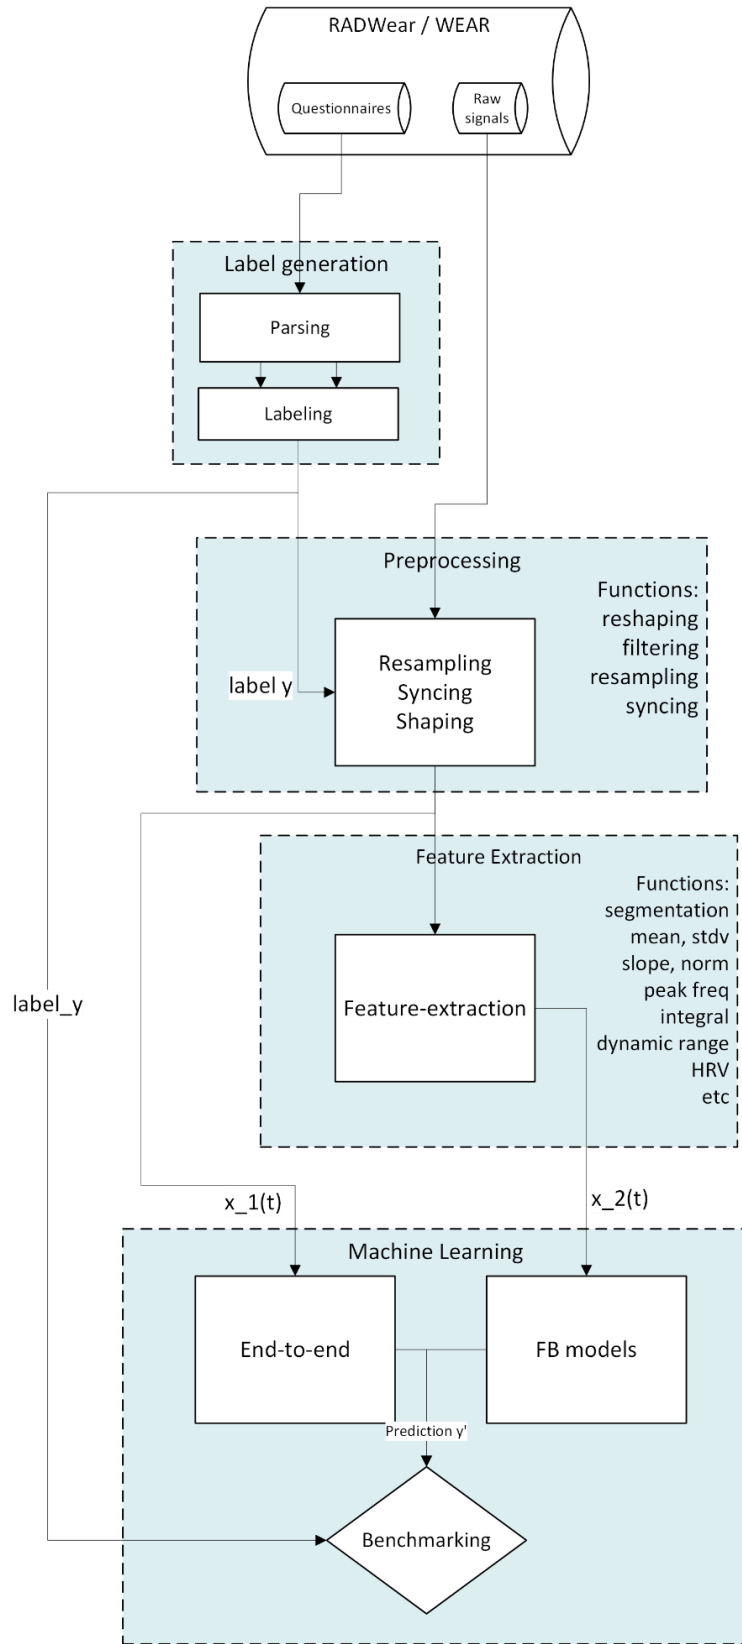 RADWear / WEAR
Questionnaires
Raw
signals
Label generation
Parsing
Labeling
Preprocessing
Functions:
reshaping
filtering
resampling
syncing
Resampling
Syncing
Shaping
label y
Feature Extraction
Functions:
segmentation
mean, stdv
slope, norm
peak freq
integral
dynamic range
HRV
etc
Feature-extraction
label_y
x_1(t)
x_2(t)
Machine Learning
End-to-end
FB models
Prediction y'
Benchmarking